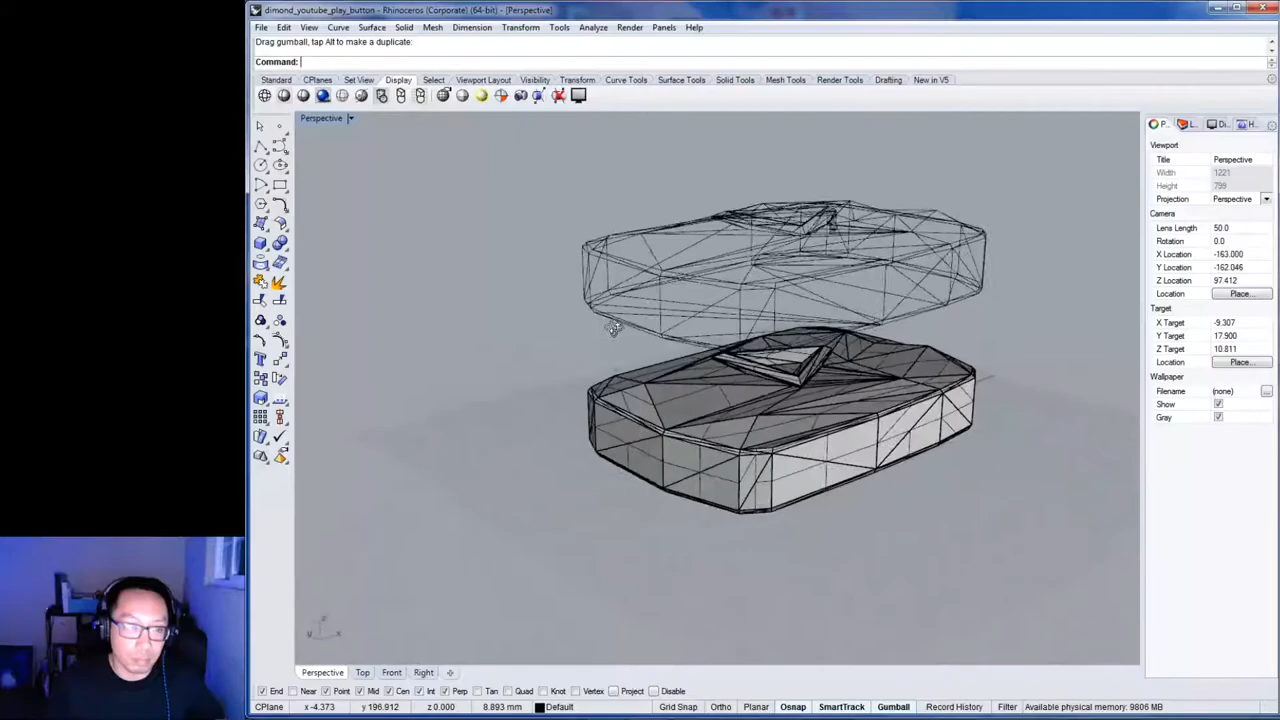 dimond_youtube_play_button - Rhinoceros (Corporate) (64-bit) - [Perspective]
File Edit View Curve Surface Solid Mesh Dimension Transform Tools Analyze Render Panels Help
Drag gumball, tap Alt to make a duplicate:
Command:
Standard CPlanes Set View Display Select Viewport Layout Visibility Transform Curve Tools Surface Tools Solid Tools Mesh Tools Render Tools Drafting New in V5
Perspective
P... L... Di... H...
Viewport
Title Perspective
Width 1221
Height 799
Projection Perspective
Camera
Lens Length 50.0
Rotation 0.0
X Location -163.000
Y Location -162.046
Z Location 97.412
Location Place...
Target
X Target -9.307
Y Target 17.900
Z Target 10.811
Location Place...
Wallpaper
Filename (none) ...
Show
Gray
z
y x
Perspective Top Front Right
End Near Point Mid Cen Int Perp Tan Quad Knot Vertex Project Disable
CPlane x -4.373 y 196.912 z 0.000 8.893 mm Default Grid Snap Ortho Planar Osnap SmartTrack Gumball Record History Filter Available physical memory: 9806 MB